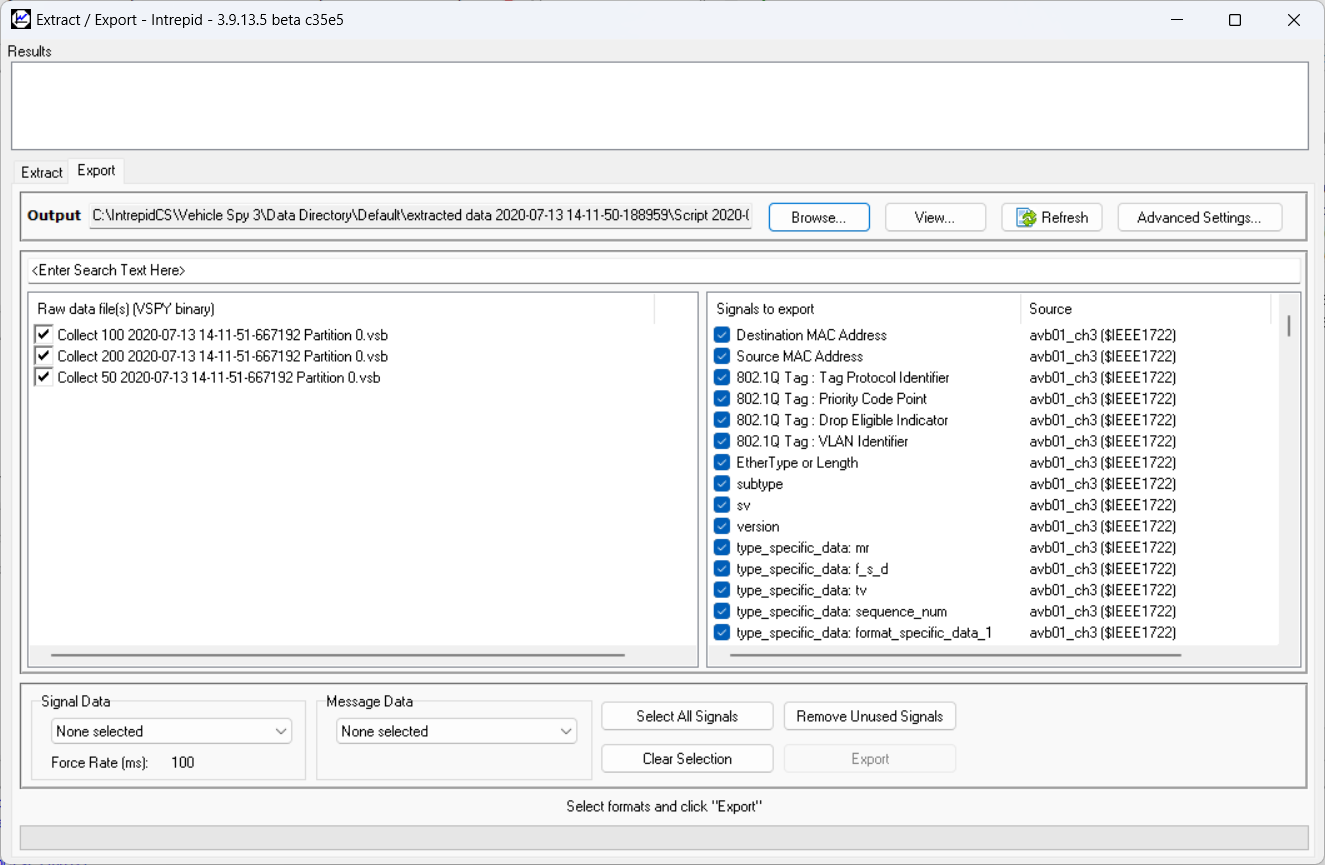 Extract / Export - Intrepid - 3.9.13.5 beta c35e5
Results
Extract
Export
Output
C:\IntrepidCS\Vehicle Spy 3\Data Directory\Default\extracted data 2020-07-13 14-11-50-188959\Script 2020-(
Browse...
View...
Refresh
Advanced Settings...
<Enter Search Text Here>
Raw data file(s) (VSPY binary)
Collect 100 2020-07-13 14-11-51-667192 Partition 0.vsb
Collect 200 2020-07-13 14-11-51-667192 Partition 0.vsb
Collect 50 2020-07-13 14-11-51-667192 Partition 0.vsb
Signals to export Source
Destination MAC Address avb01_ch3 ($IEEE1722)
Source MAC Address avb01_ch3 ($IEEE1722)
802.1Q Tag : Tag Protocol Identifier avb01_ch3 ($IEEE1722)
802.1Q Tag : Priority Code Point avb01_ch3 ($IEEE1722)
802.1Q Tag : Drop Eligible Indicator avb01_ch3 ($IEEE1722)
802.1Q Tag : VLAN Identifier avb01_ch3 ($IEEE1722)
EtherType or Length avb01_ch3 ($IEEE1722)
subtype avb01_ch3 ($IEEE1722)
sv avb01_ch3 ($IEEE1722)
version avb01_ch3 ($IEEE1722)
type_specific_data: mr avb01_ch3 ($IEEE1722)
type_specific_data: f_s_d avb01_ch3 ($IEEE1722)
type_specific_data: tv avb01_ch3 ($IEEE1722)
type_specific_data: sequence_num avb01_ch3 ($IEEE1722)
type_specific_data: format_specific_data_1 avb01_ch3 ($IEEE1722)
Signal Data
None selected
Force Rate (ms): 100
Message Data
None selected
Select All Signals
Remove Unused Signals
Clear Selection
Export
Select formats and click "Export"